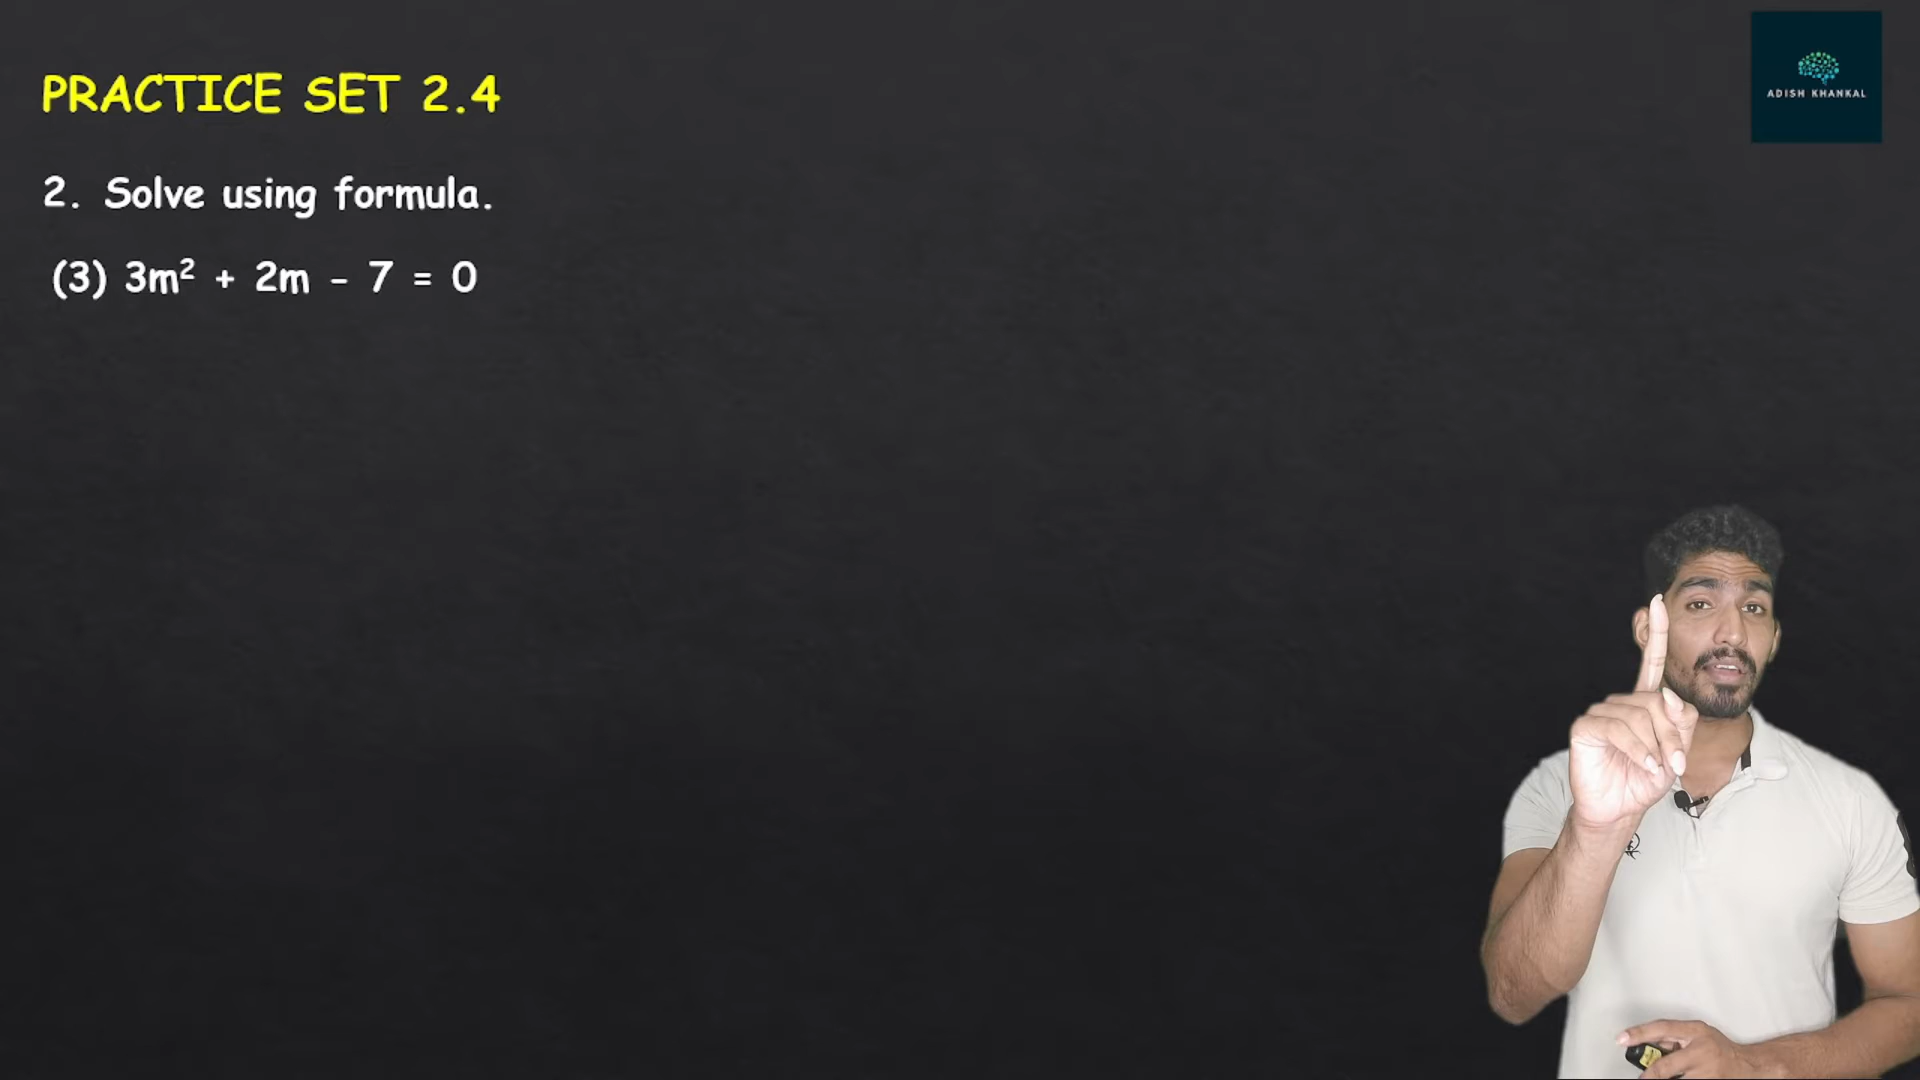 PRACTICE SET 2.4
ADISH KHANKAL
2. Solve using formula.
(3) 3m² + 2m - 7 = 0